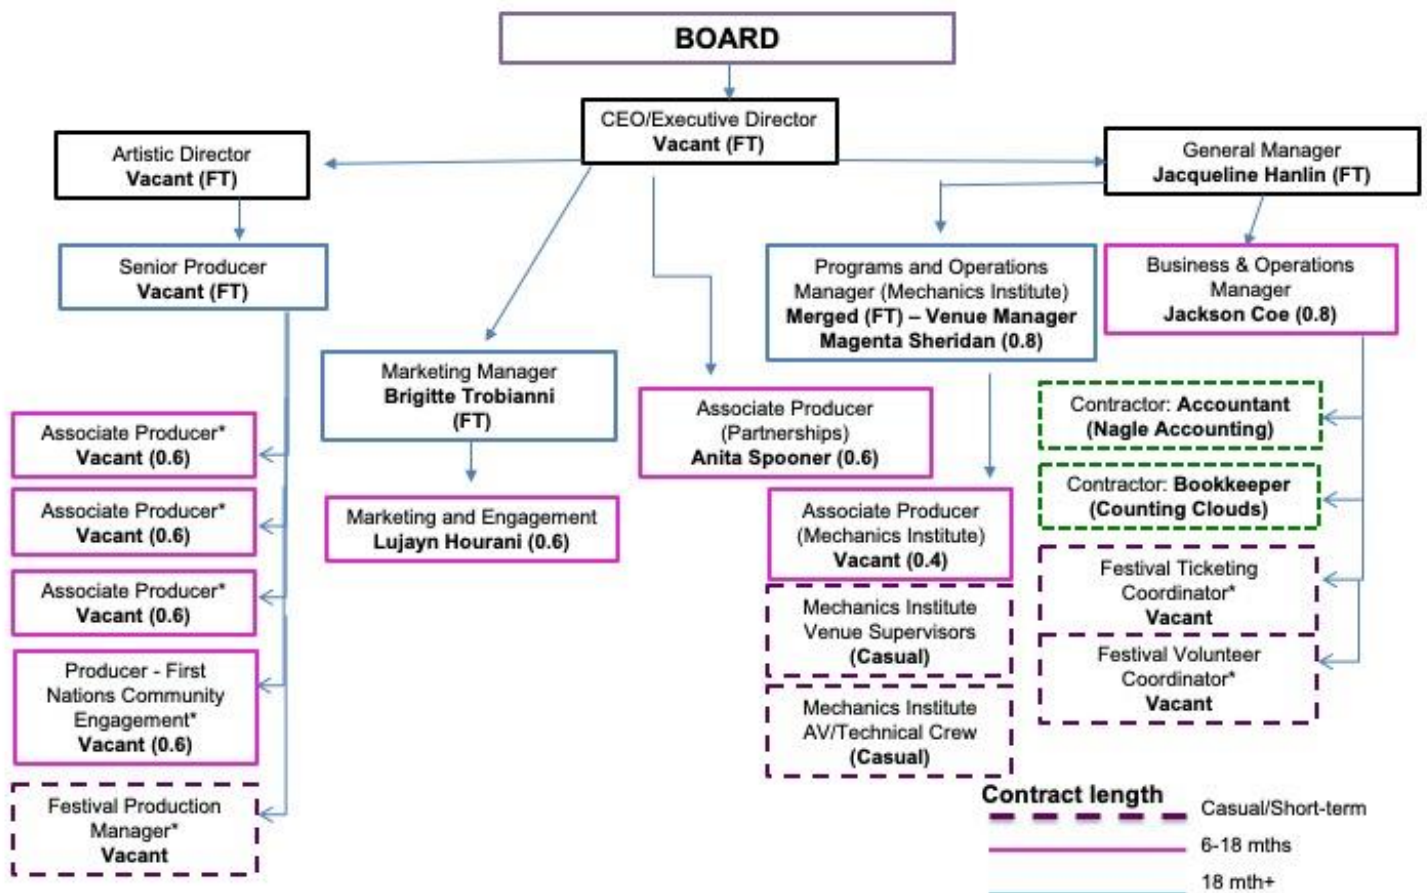 BOARD
CEO/Executive Director
Vacant (FT)
Artistic Director
Vacant (FT)
General Manager
Jacqueline Hanlin (FT)
Senior Producer
Vacant (FT)
Programs and Operations
Manager (Mechanics Institute)
Merged (FT) – Venue Manager
Magenta Sheridan (0.8)
Business & Operations
Manager
Jackson Coe (0.8)
Marketing Manager
Brigitte Trobianni
(FT)
Associate Producer
(Partnerships)
Anita Spooner (0.6)
Contractor: Accountant
(Nagle Accounting)
Associate Producer*
Vacant (0.6)
Contractor: Bookkeeper
(Counting Clouds)
Associate Producer*
Vacant (0.6)
Marketing and Engagement
Lujayn Hourani (0.6)
Associate Producer
(Mechanics Institute)
Vacant (0.4)
Festival Ticketing
Coordinator*
Vacant
Associate Producer*
Vacant (0.6)
Mechanics Institute
Venue Supervisors
(Casual)
Festival Volunteer
Coordinator*
Vacant
Producer - First
Nations Community
Engagement*
Vacant (0.6)
Mechanics Institute
AV/Technical Crew
(Casual)
Festival Production
Manager*
Vacant
Contract length
Casual/Short-term
6-18 mths
18 mth+